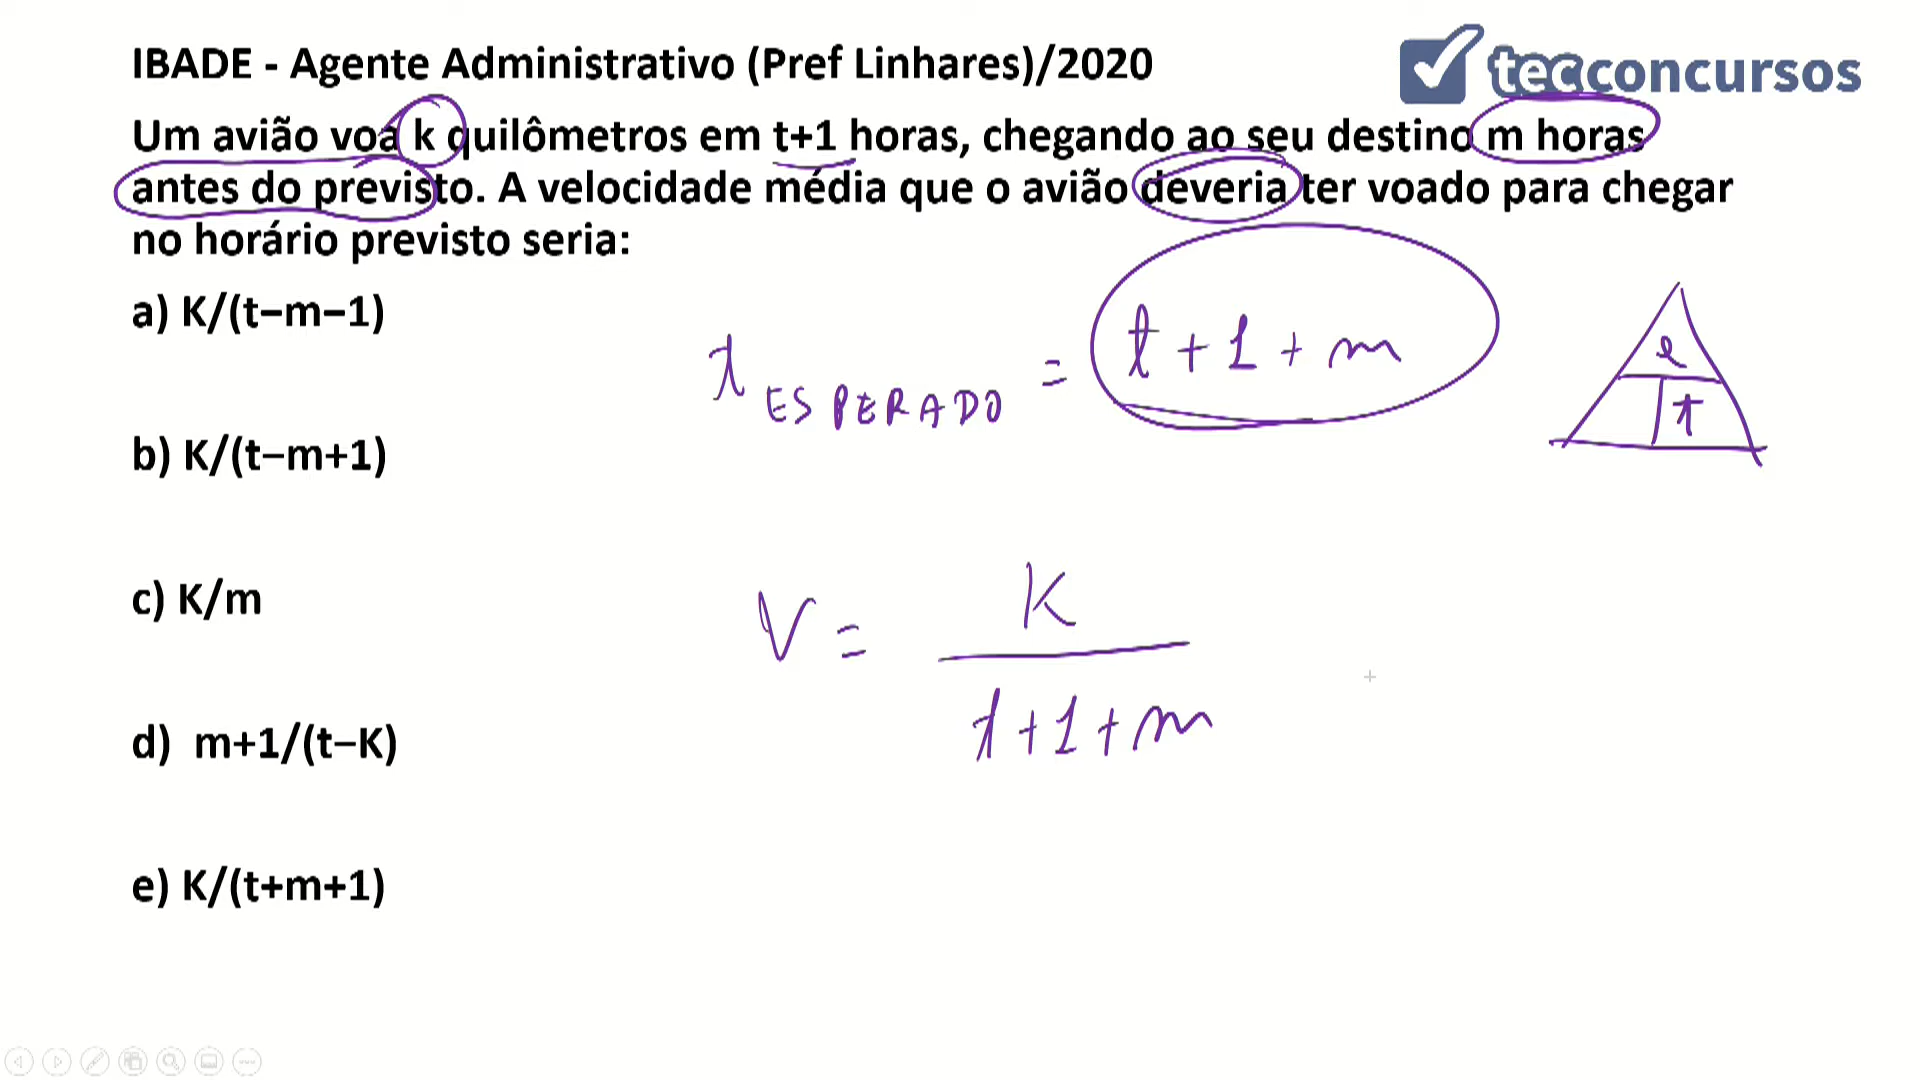 IBADE - Agente Administrativo (Pref Linhares)/2020
tecconcursos
Um avião voa k quilômetros em t+1 horas, chegando ao seu destino m horas
antes do previsto. A velocidade média que o avião deveria ter voado para chegar
no horário previsto seria:
a) K/(t−m−1)
t ESPERADO = t+1+m
e
t
b) K/(t−m+1)
c) K/m
V = K
t+1+m
d) m+1/(t−K)
e) K/(t+m+1)